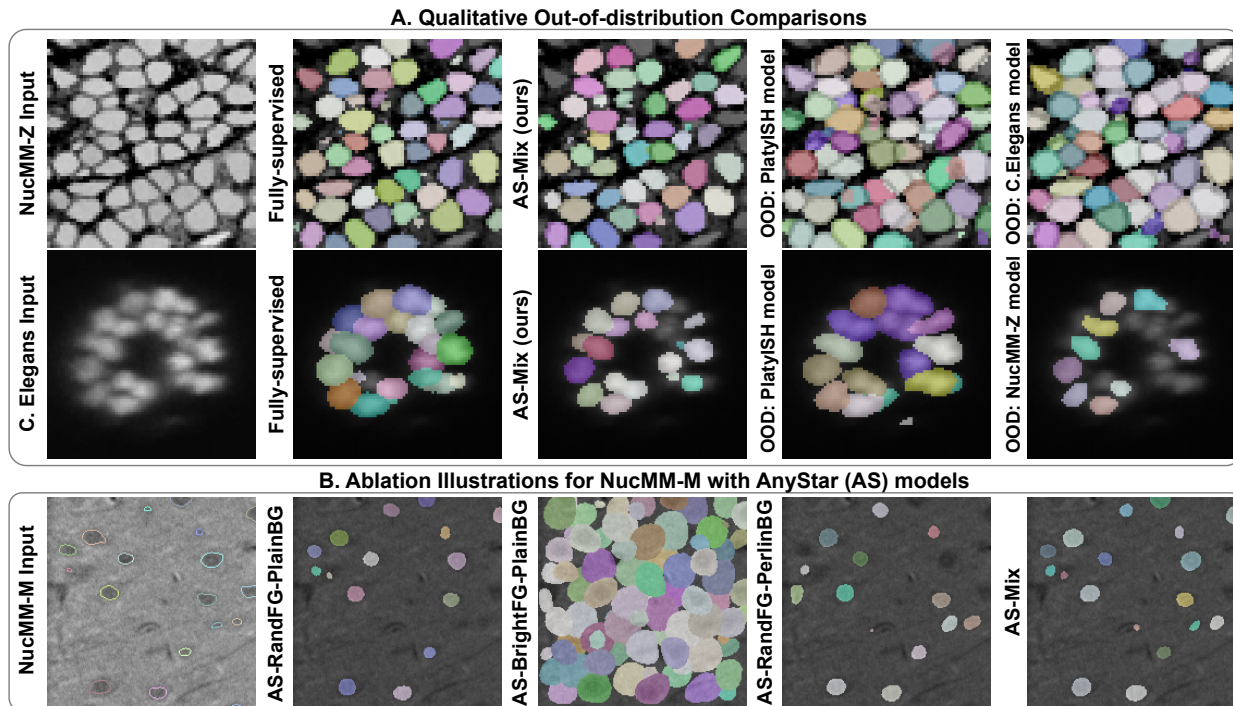 A. Qualitative Out-of-distribution Comparisons
NucMM-Z Input
Fully-supervised
AS-Mix (ours)
OOD: PlatyISH model
OOD: C.Elegans model
C. Elegans Input
Fully-supervised
AS-Mix (ours)
OOD: PlatyISH model
OOD: NucMM-Z model
B. Ablation Illustrations for NucMM-M with AnyStar (AS) models
NucMM-M Input
AS-RandFG-PlainBG
AS-BrightFG-PlainBG
AS-RandFG-PerlinBG
AS-Mix